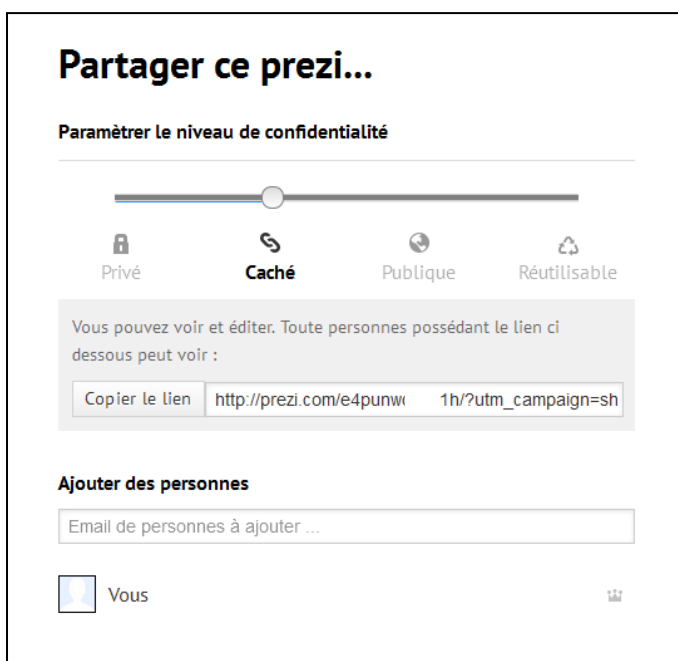 Partager ce prezi...
Paramètrer le niveau de confidentialité
Privé Caché Publique Réutilisable
Vous pouvez voir et éditer. Toute personnes possédant le lien ci
dessous peut voir :
Copier le lien http://prezi.com/e4punw 1h/?utm_campaign=sh
Ajouter des personnes
Email de personnes à ajouter ...
Vous